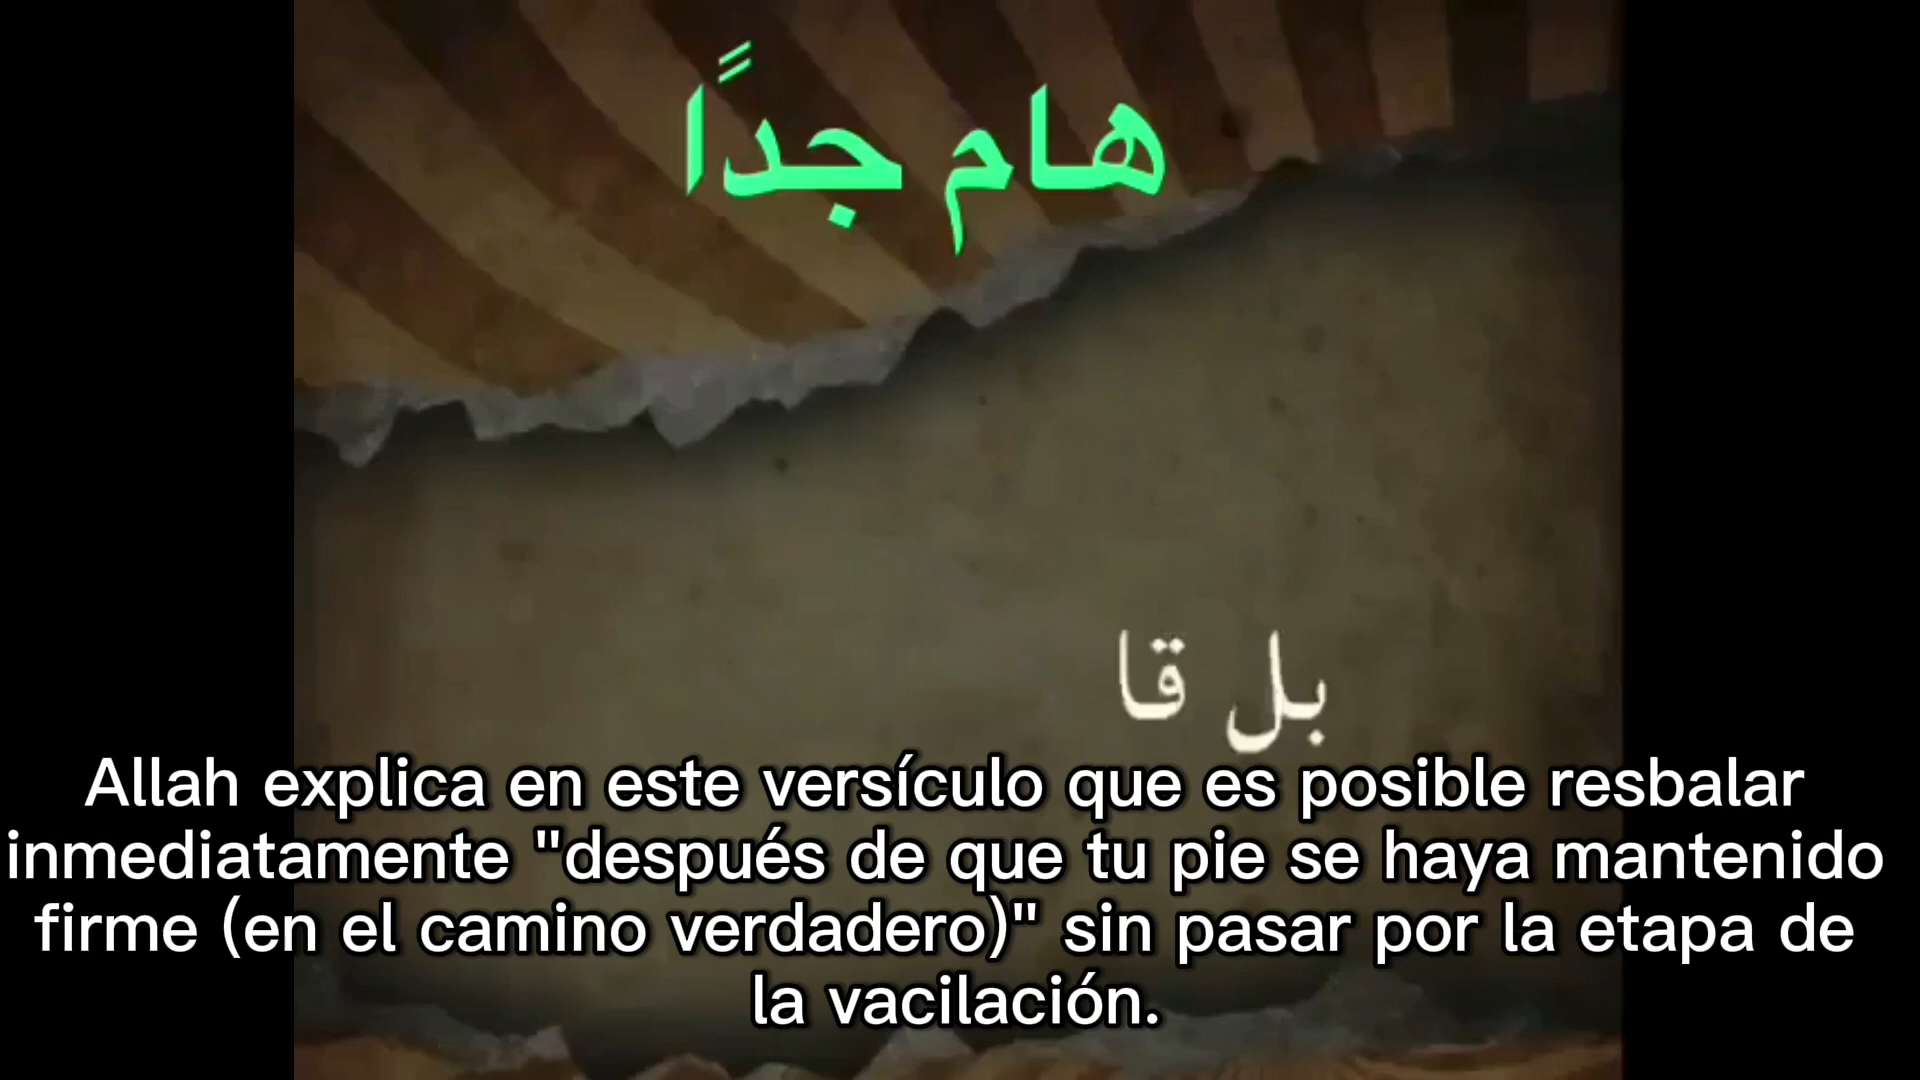 هام جدًا
بل قا
Allah explica en este versículo que es posible resbalar
inmediatamente "después de que tu pie se haya mantenido
firme (en el camino verdadero)" sin pasar por la etapa de
la vacilación.